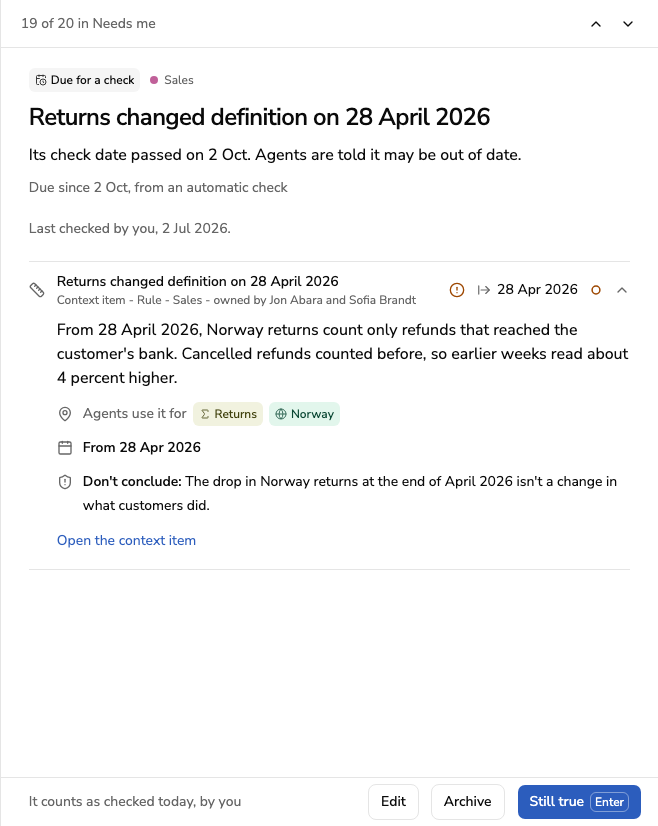 19 of 20 in Needs me
Due for a check
Sales
Returns changed definition on 28 April 2026
Its check date passed on 2 Oct. Agents are told it may be out of date.
Due since 2 Oct, from an automatic check
Last checked by you, 2 Jul 2026.
Returns changed definition on 28 April 2026
Context item - Rule - Sales - owned by Jon Abara and Sofia Brandt
28 Apr 2026
From 28 April 2026, Norway returns count only refunds that reached the
customer's bank. Cancelled refunds counted before, so earlier weeks read about
4 percent higher.
Agents use it for Returns Norway
From 28 Apr 2026
Don't conclude: The drop in Norway returns at the end of April 2026 isn't a change in
what customers did.
Open the context item
It counts as checked today, by you
Edit
Archive
Still true Enter